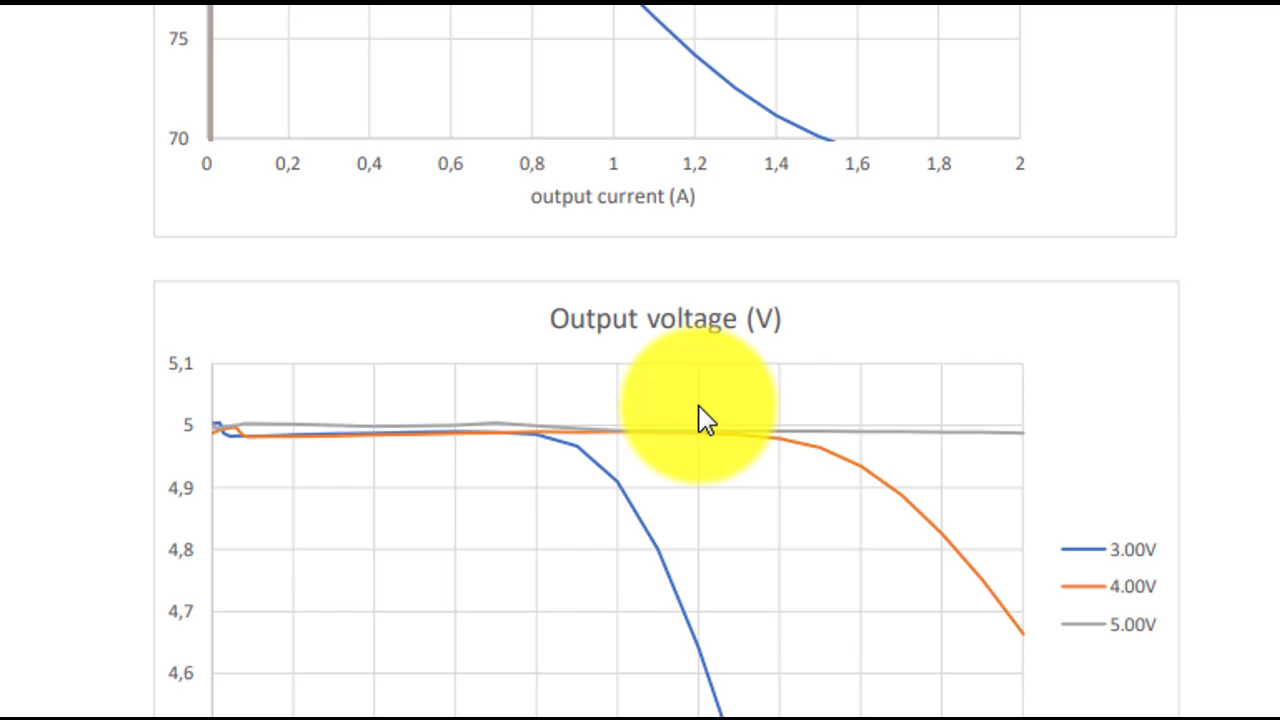 75
70
0 0,2 0,4 0,6 0,8 1 1,2 1,4 1,6 1,8 2
output current (A)
Output voltage (V)
5,1
5
4,9
4,8
4,7
4,6
3.00V
4.00V
5.00V